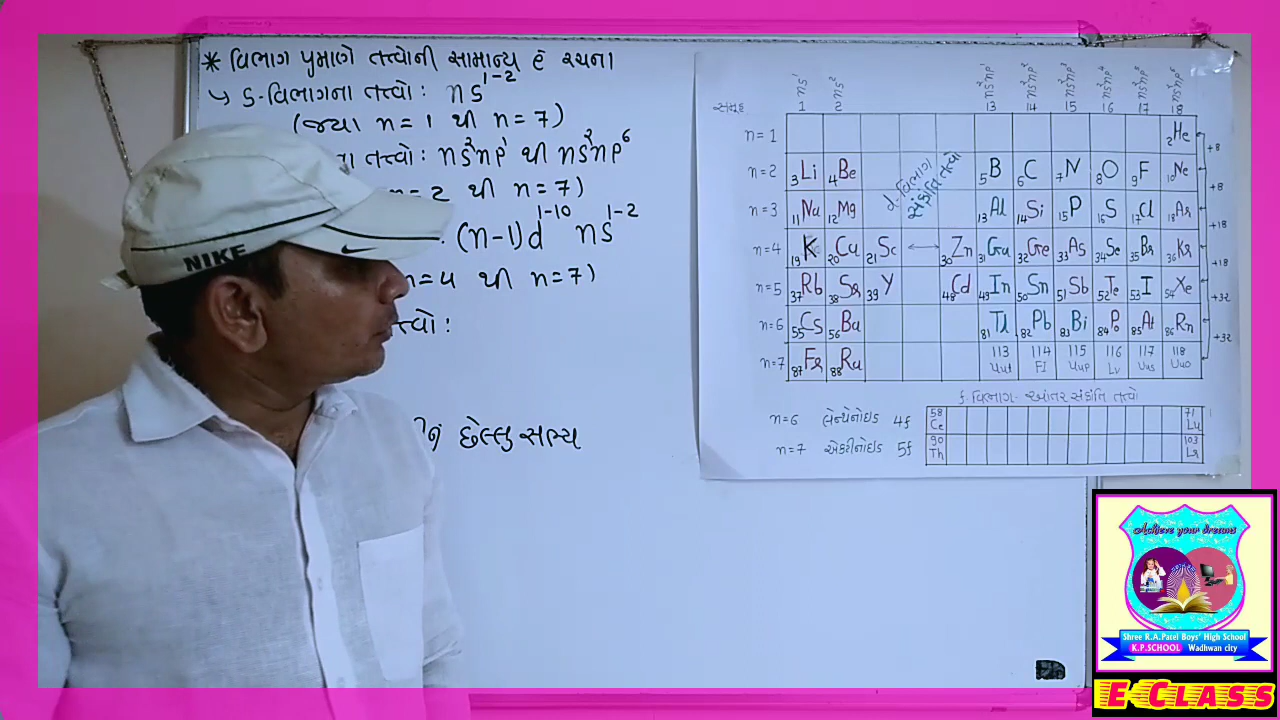 * વિભાગ પ્રમાણે તત્ત્વોની સામાન્ય ઇ રચના
↳ S-વિભાગના તત્ત્વો: ns¹⁻²
(જ્યા n = 1 થી n = 7)
ના તત્ત્વો: ns²np¹ થી ns²np⁶
n = 2 થી n = 7)
(n-1)d¹⁻¹⁰ ns¹⁻²
n = 4 થી n = 7)
ત્ત્વો:
છેલ્લુ સભ્ય
NIKE
ns¹ ns² ns²np¹ ns²np² ns²np³ ns²np⁴ ns²np⁵ ns²np⁶
સમૂહ 1 2 13 14 15 16 17 18
n = 1 2He
n = 2 3Li 4Be 5B 6C 7N 8O 9F 10Ne
n = 3 11Na 12Mg 13Al 14Si 15P 16S 17Cl 18Ar
n = 4 19K 20Ca 21Sc ⟷ 30Zn 31Ga 32Ge 33As 34Se 35Br 36Kr
n = 5 37Rb 38Sr 39Y 48Cd 49In 50Sn 51Sb 52Te 53I 54Xe
n = 6 55Cs 56Ba 81Tl 82Pb 83Bi 84Po 85At 86Rn
n = 7 87Fr 88Ra 113 Uut 114 Fl 115 Uup 116 Lv 117 Uus 118 Uuo
d-વિભાગ
સંક્રાંતિ તત્ત્વો
+8
+8
+18
+18
+32
+32
f-વિભાગ - આંતર સંક્રાંતિ તત્ત્વો
n=6 લેન્થેનોઇડ 4f 58 Ce 71 Lu
n=7 એક્ટીનોઇડ 5f 90 Th 103 Lr
Achieve your dreams
Shree R.A.Patel Boys' High School
K.P.SCHOOL Wadhwan city
E-Class